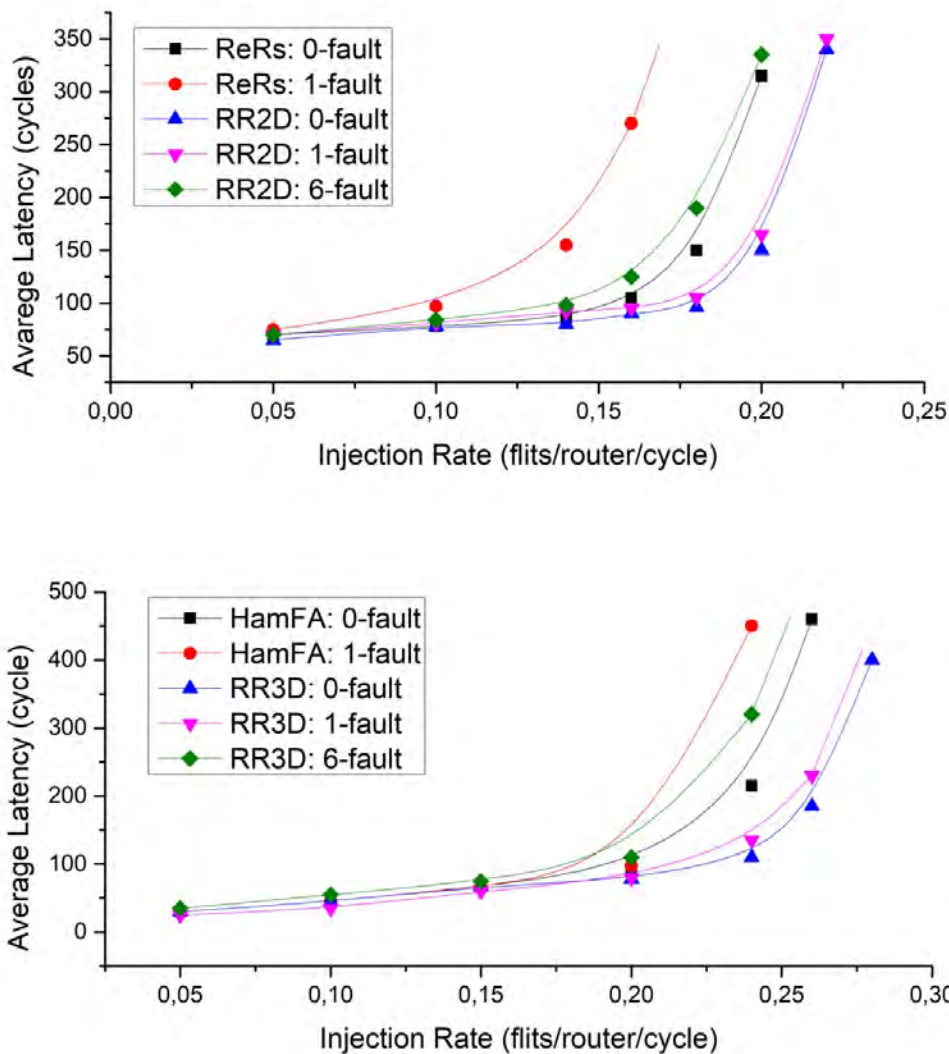 350
300
250
200
150
100
50
Avarege Latency (cycles)
ReRs: 0-fault
ReRs: 1-fault
RR2D: 0-fault
RR2D: 1-fault
RR2D: 6-fault
0,00
0,05
0,10
0,15
0,20
0,25
Injection Rate (flits/router/cycle)
500
400
300
200
100
0
Average Latency (cycle)
HamFA: 0-fault
HamFA: 1-fault
RR3D: 0-fault
RR3D: 1-fault
RR3D: 6-fault
0,05
0,10
0,15
0,20
0,25
0,30
Injection Rate (flits/router/cycle)